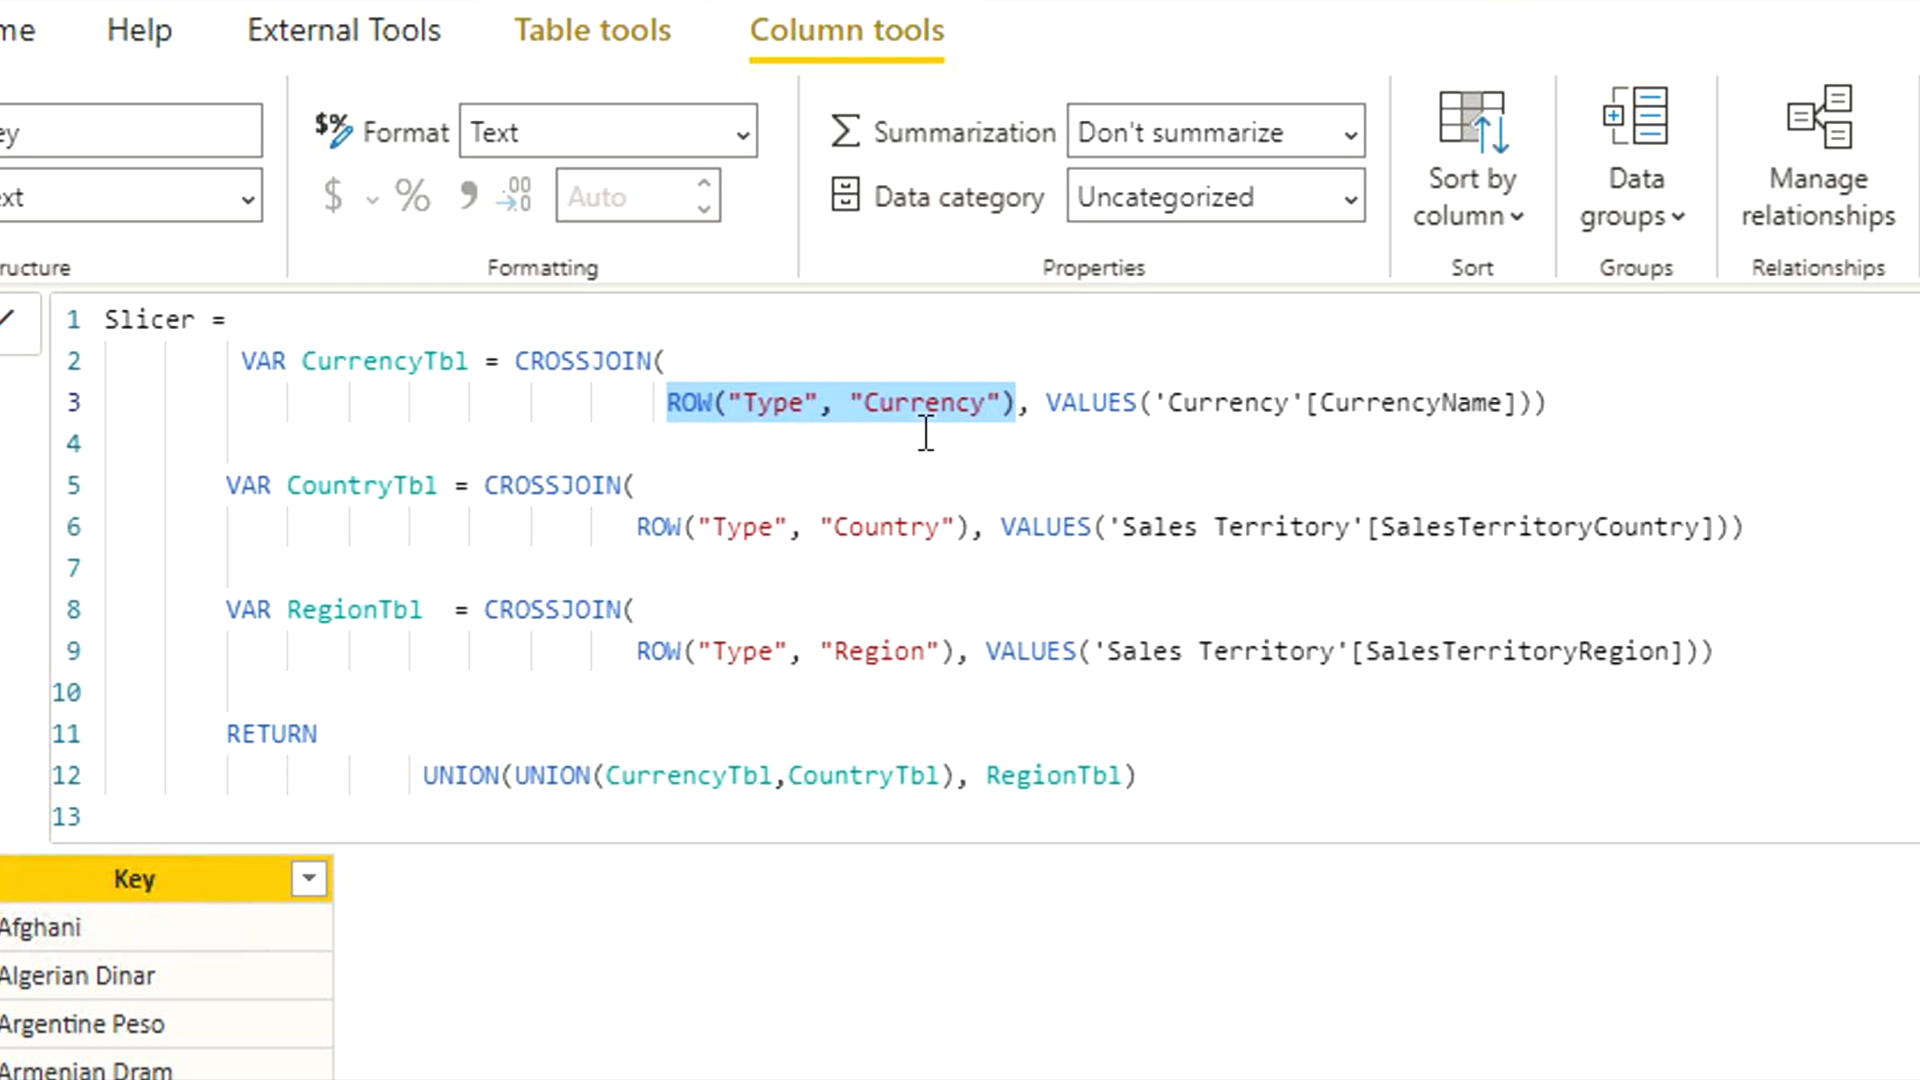 me Help External Tools Table tools Column tools
ey $% Format Text Summarization Don't summarize
xt $ % .00 →.0 Auto Data category Uncategorized
Sort by column
Data groups
Manage relationships
ructure Formatting Properties Sort Groups Relationships
1 Slicer =
2 VAR CurrencyTbl = CROSSJOIN(
3 ROW("Type", "Currency"), VALUES('Currency'[CurrencyName]))
4
5 VAR CountryTbl = CROSSJOIN(
6 ROW("Type", "Country"), VALUES('Sales Territory'[SalesTerritoryCountry]))
7
8 VAR RegionTbl = CROSSJOIN(
9 ROW("Type", "Region"), VALUES('Sales Territory'[SalesTerritoryRegion]))
10
11 RETURN
12 UNION(UNION(CurrencyTbl,CountryTbl), RegionTbl)
13
Key
Afghani
Algerian Dinar
Argentine Peso
Armenian Dram